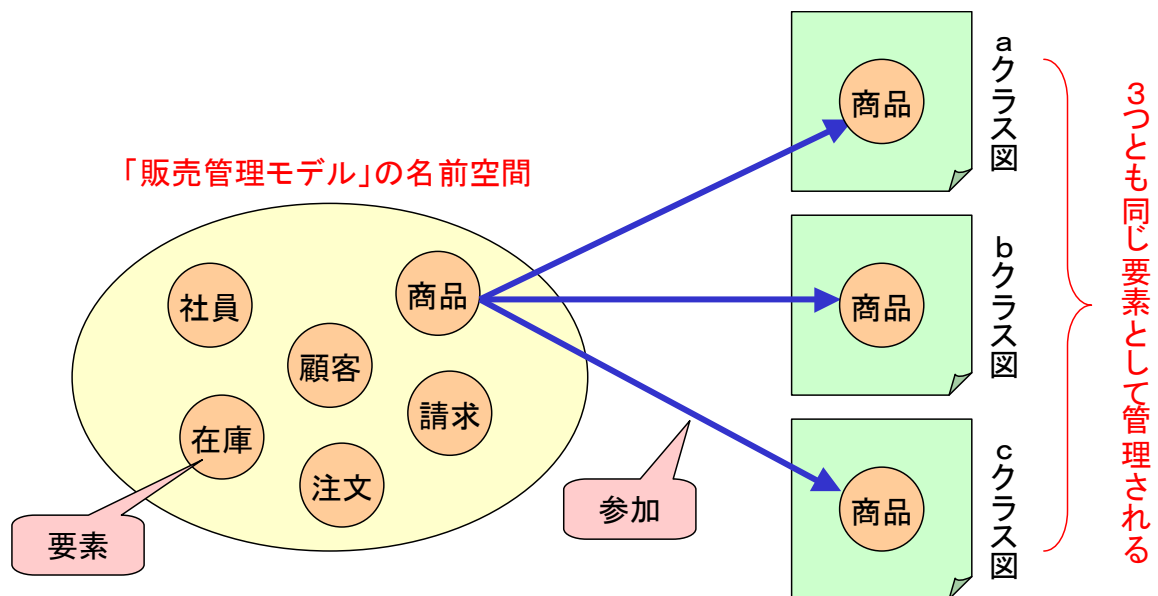 「販売管理モデル」の名前空間
社員
商品
顧客
請求
在庫
注文
要素
参加
商品
aクラス図
商品
bクラス図
商品
cクラス図
3つとも同じ要素として管理される